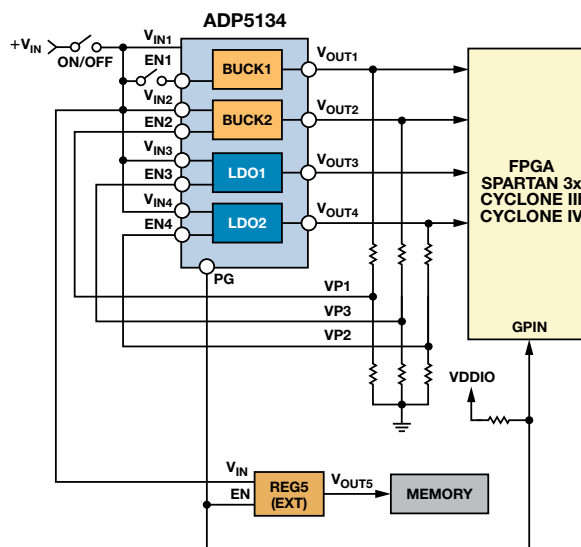 ADP5134
+VIN
ON/OFF
VIN1
EN1
VIN2
EN2
VIN3
EN3
VIN4
EN4
BUCK1
BUCK2
LDO1
LDO2
PG
VOUT1
VOUT2
VOUT3
VOUT4
FPGA
SPARTAN 3x
CYCLONE III
CYCLONE IV
GPIN
VP1
VP3
VP2
VDDIO
VIN
EN
REG5
(EXT)
VOUT5
MEMORY